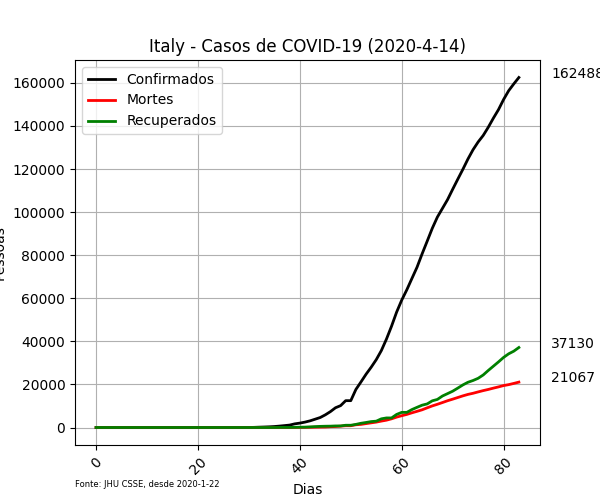 Italy - Casos de COVID-19 (2020-4-14)
Confirmados
Mortes
Recuperados
160000
140000
120000
100000
80000
60000
40000
20000
0
162488
37130
21067
0
20
40
60
80
Dias
Fonte: JHU CSSE, desde 2020-1-22